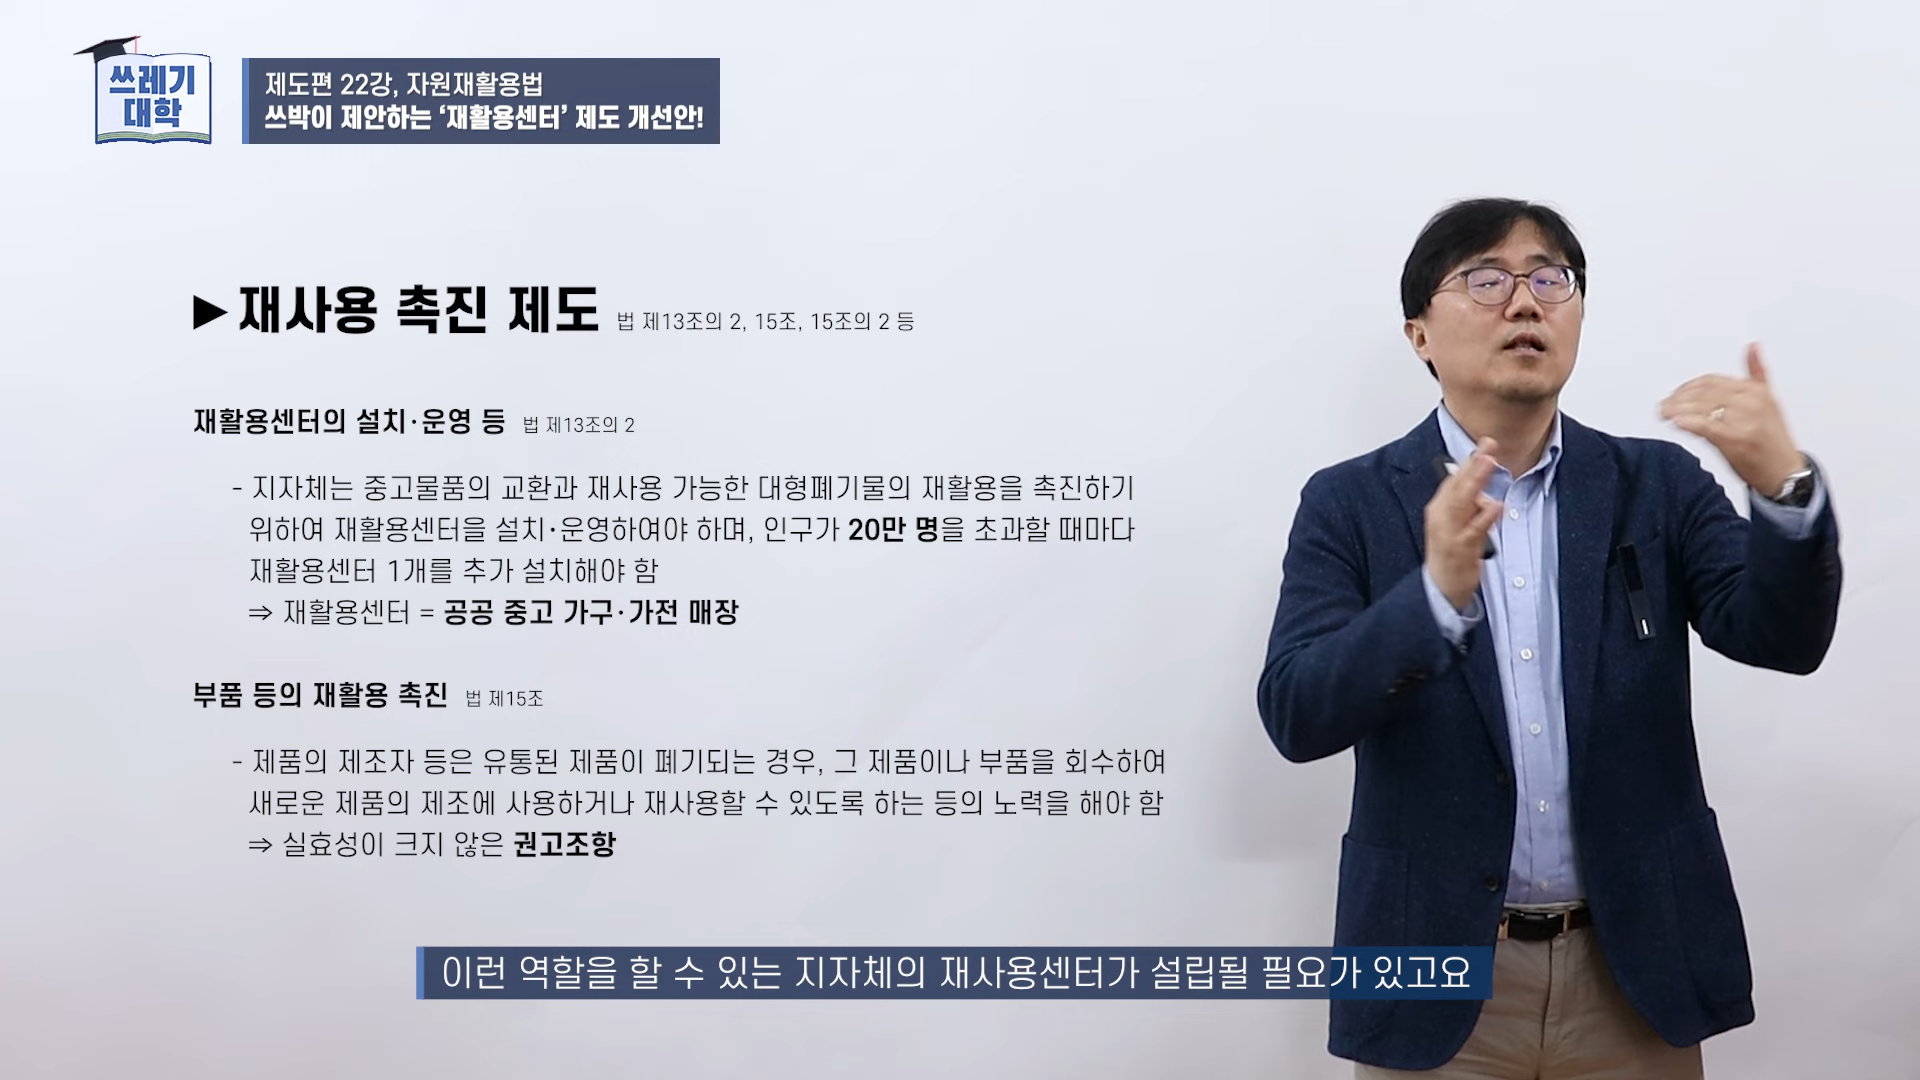 쓰레기
대학
제도편 22강, 자원재활용법
쓰박이 제안하는 ‘재활용센터’ 제도 개선안!
▶재사용 촉진 제도 법 제13조의 2, 15조, 15조의 2 등
재활용센터의 설치·운영 등 법 제13조의 2
- 지자체는 중고물품의 교환과 재사용 가능한 대형폐기물의 재활용을 촉진하기
위하여 재활용센터를 설치·운영하여야 하며, 인구가 20만 명을 초과할 때마다
재활용센터 1개를 추가 설치해야 함
⇒ 재활용센터 = 공공 중고 가구·가전 매장
부품 등의 재활용 촉진 법 제15조
- 제품의 제조자 등은 유통된 제품이 폐기되는 경우, 그 제품이나 부품을 회수하여
새로운 제품의 제조에 사용하거나 재사용할 수 있도록 하는 등의 노력을 해야 함
⇒ 실효성이 크지 않은 권고조항
이런 역할을 할 수 있는 지자체의 재사용센터가 설립될 필요가 있고요